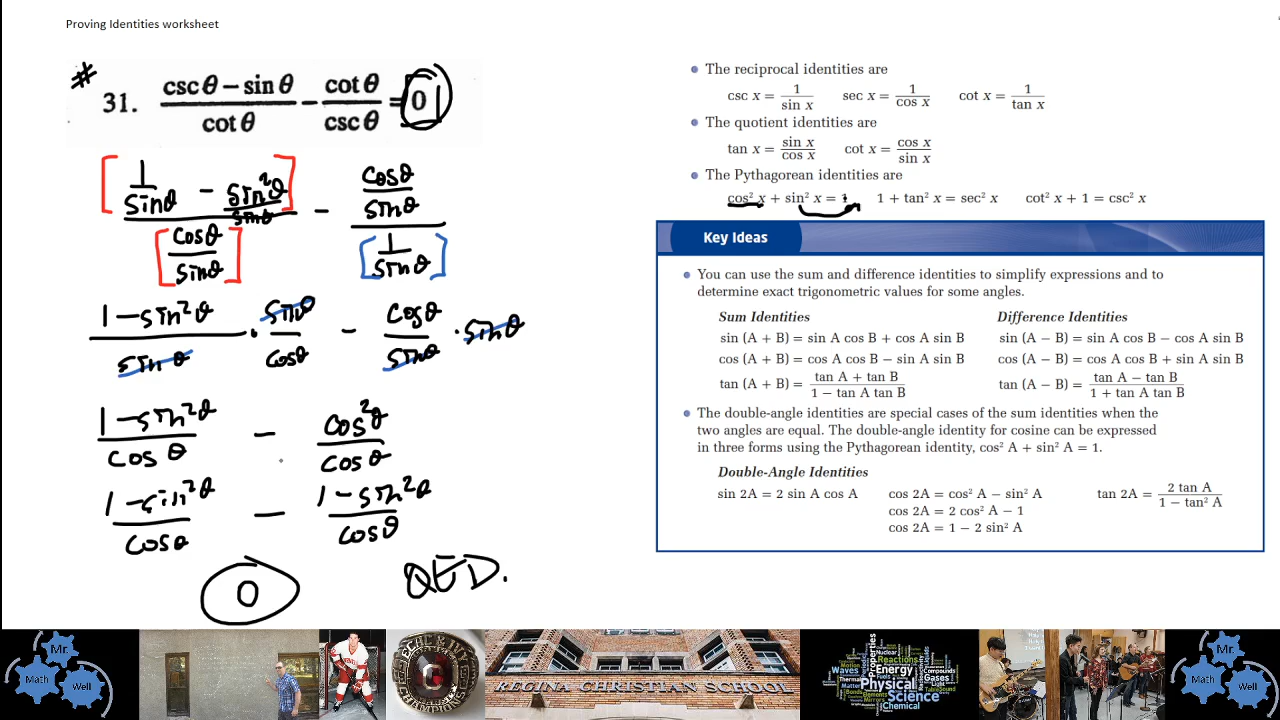 Proving Identities worksheet
# 31. (csc θ – sin θ)/(cot θ) – (cot θ)/(csc θ) = 0
[1/sinθ – sin²θ/sinθ] / [cosθ/sinθ] – (cosθ/sinθ) / [1/sinθ]
(1–sin²θ)/(sinθ) · sinθ/cosθ – cosθ/sinθ · sinθ
(1–sin²θ)/(cosθ) – cos²θ/cosθ
(1–sin²θ)/(cosθ) – (1–sin²θ)/(cosθ)
0 QED.
• The reciprocal identities are
csc x = 1/sin x sec x = 1/cos x cot x = 1/tan x
• The quotient identities are
tan x = sin x/cos x cot x = cos x/sin x
• The Pythagorean identities are
cos² x + sin² x = 1 1 + tan² x = sec² x cot² x + 1 = csc² x
Key Ideas
• You can use the sum and difference identities to simplify expressions and to
determine exact trigonometric values for some angles.
Sum Identities Difference Identities
sin (A + B) = sin A cos B + cos A sin B sin (A − B) = sin A cos B − cos A sin B
cos (A + B) = cos A cos B − sin A sin B cos (A − B) = cos A cos B + sin A sin B
tan (A + B) = (tan A + tan B)/(1 − tan A tan B) tan (A − B) = (tan A − tan B)/(1 + tan A tan B)
• The double-angle identities are special cases of the sum identities when the
two angles are equal. The double-angle identity for cosine can be expressed
in three forms using the Pythagorean identity, cos² A + sin² A = 1.
Double-Angle Identities
sin 2A = 2 sin A cos A cos 2A = cos² A − sin² A tan 2A = (2 tan A)/(1 − tan² A)
cos 2A = 2 cos² A − 1
cos 2A = 1 − 2 sin² A
Mr.
Math
Well
REGINA CHRISTIAN SCHOOL
Reactions
Energy
Gases
Physical
Science
Chemical
Mr.
Math
Well